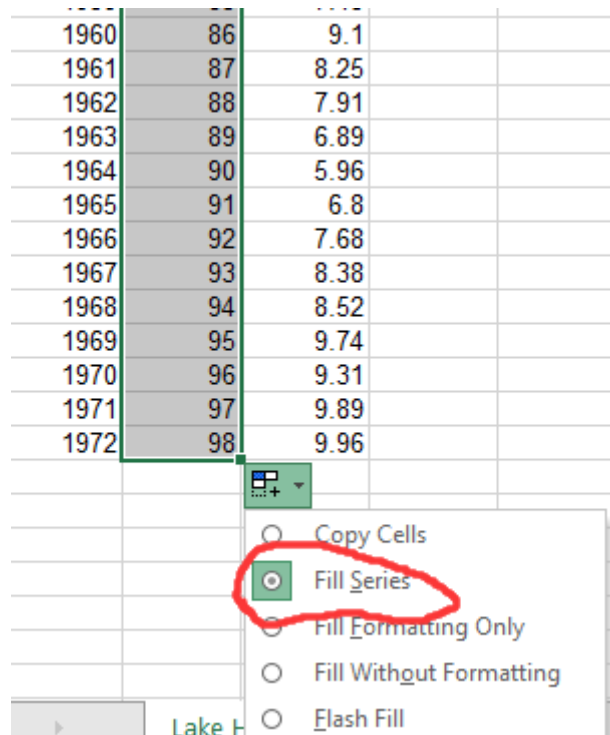 1960 86 9.1
1961 87 8.25
1962 88 7.91
1963 89 6.89
1964 90 5.96
1965 91 6.8
1966 92 7.68
1967 93 8.38
1968 94 8.52
1969 95 9.74
1970 96 9.31
1971 97 9.89
1972 98 9.96
Copy Cells
Fill Series
Fill Formatting Only
Fill Without Formatting
Flash Fill
Lake H